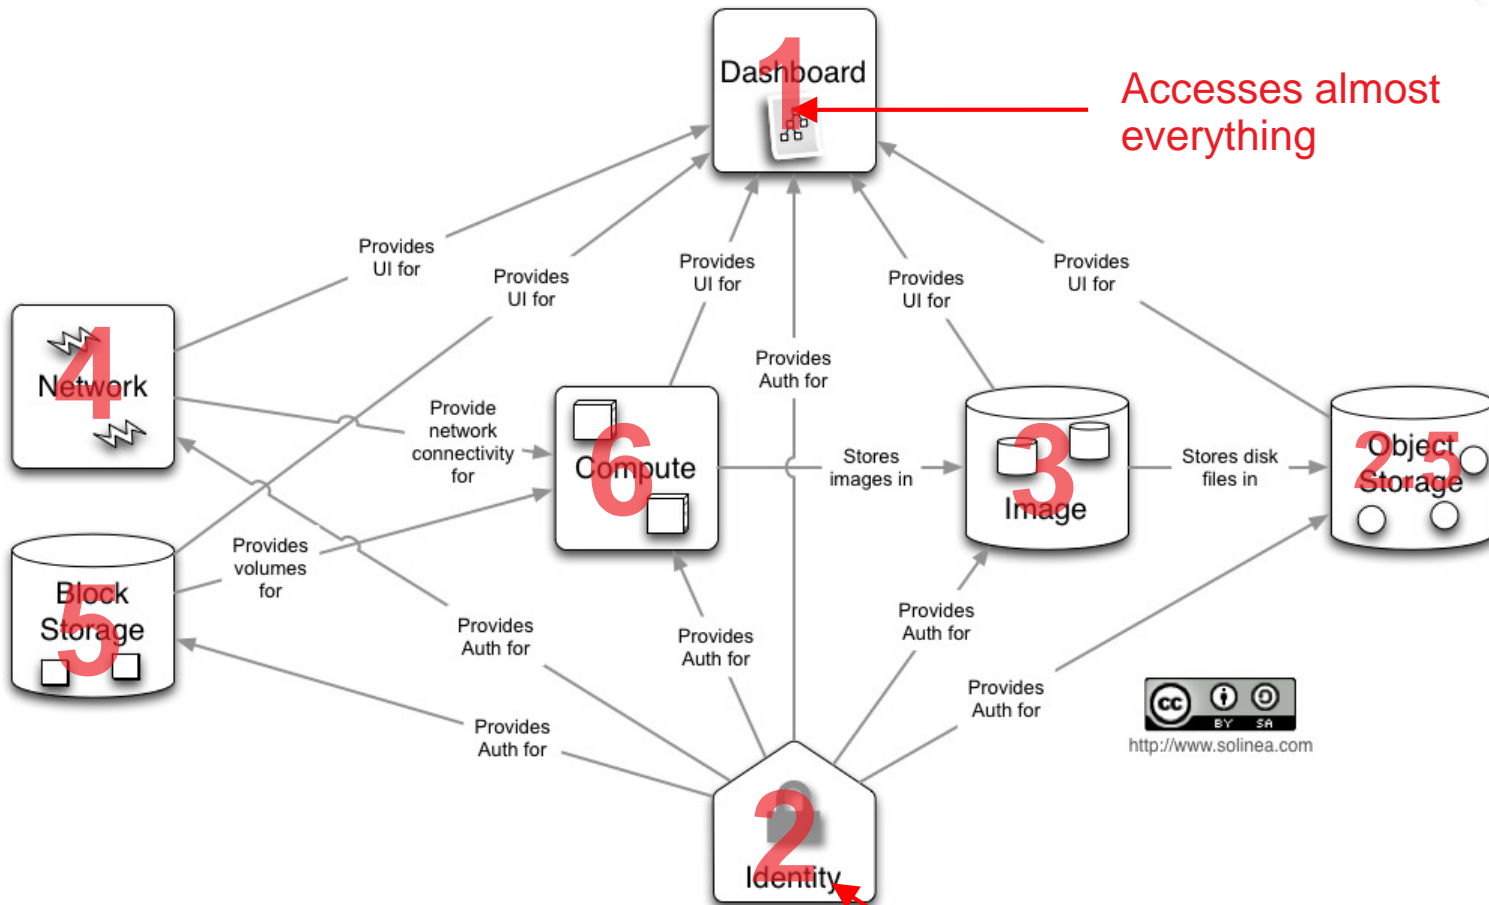 1
Dashboard
Accesses almost
everything
Provides
UI for
Provides
UI for
Provides
UI for
Provides
UI for
Provides
UI for
4
Network
Provide
network
connectivity
for
Provides
Auth for
6
Compute
Stores
images in
3
Image
Stores disk
files in
2.5
Object
Storage
5
Block
Storage
Provides
volumes
for
Provides
Auth for
Provides
Auth for
Provides
Auth for
Provides
Auth for
Provides
Auth for
cc
BY SA
http://www.solinea.com
2
Identity